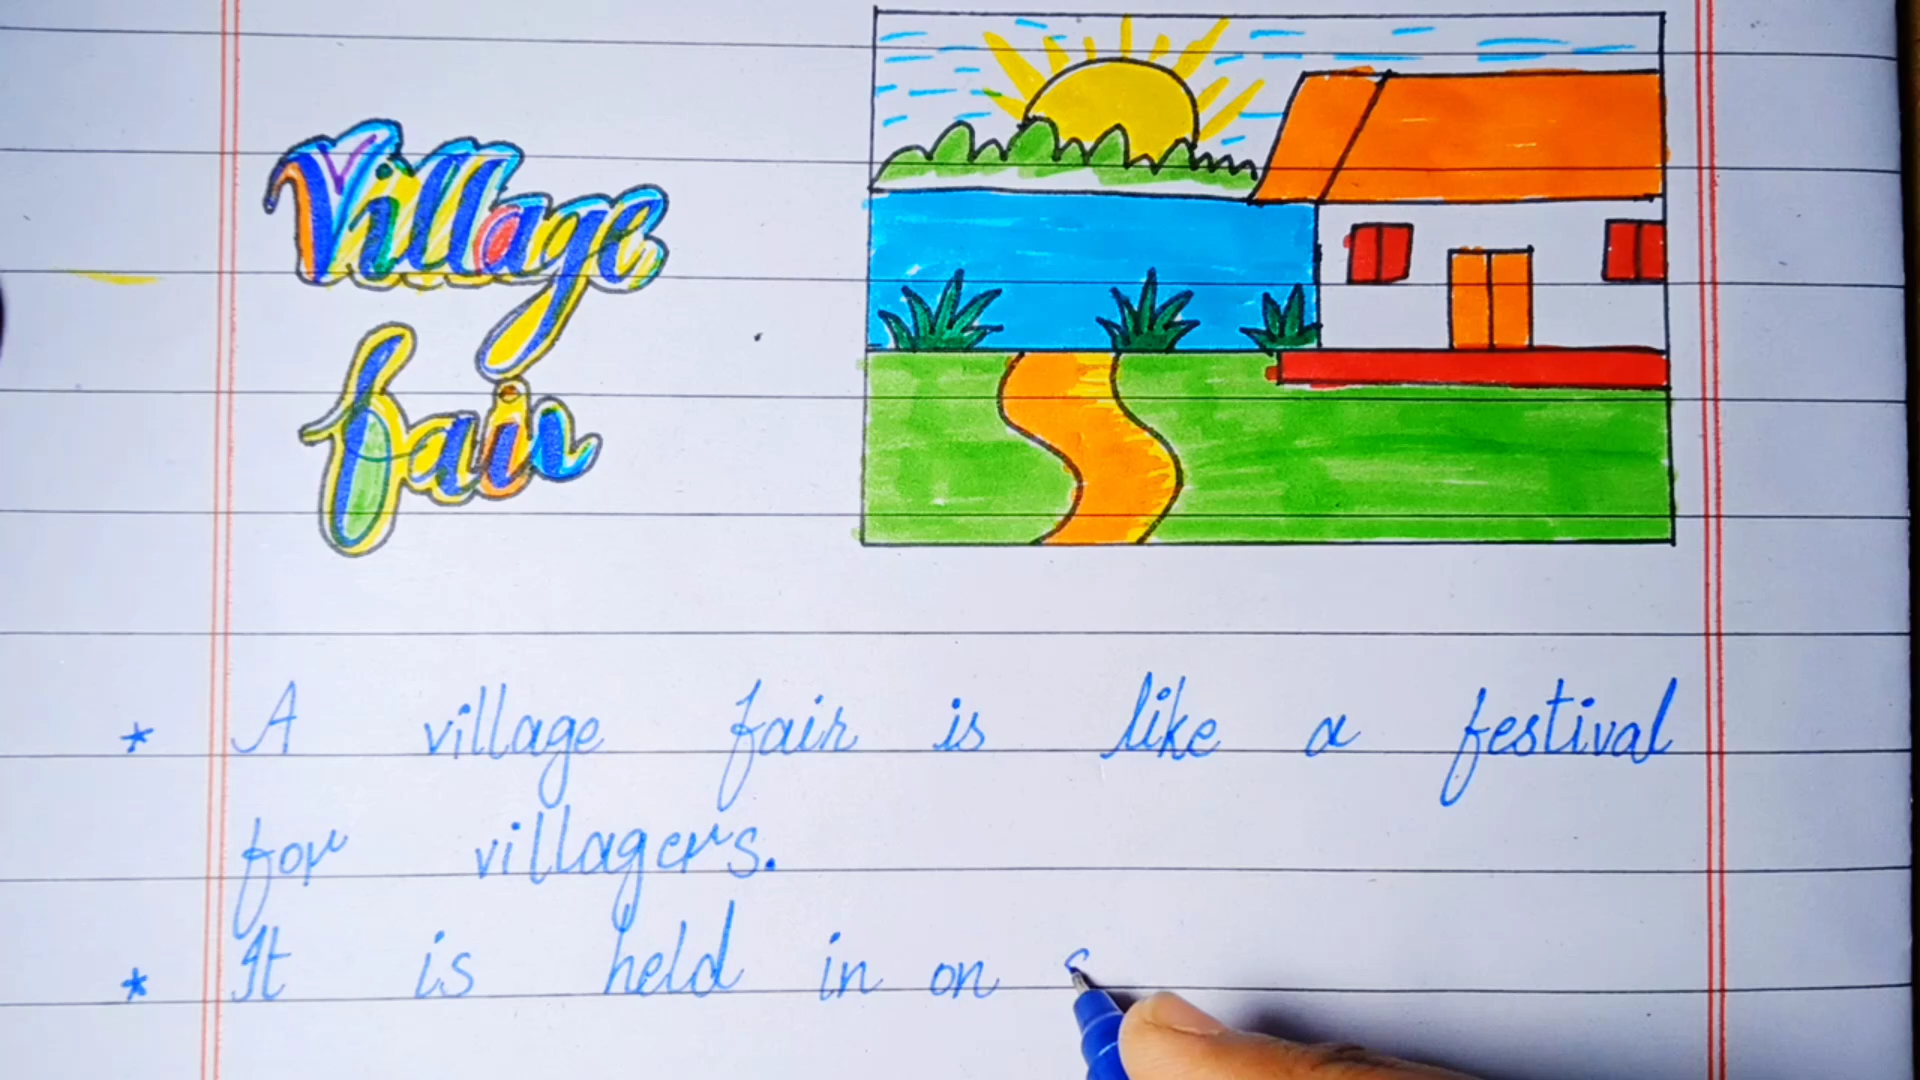 Village
fair
* A village fair is like a festival
for villagers.
* It is held in on